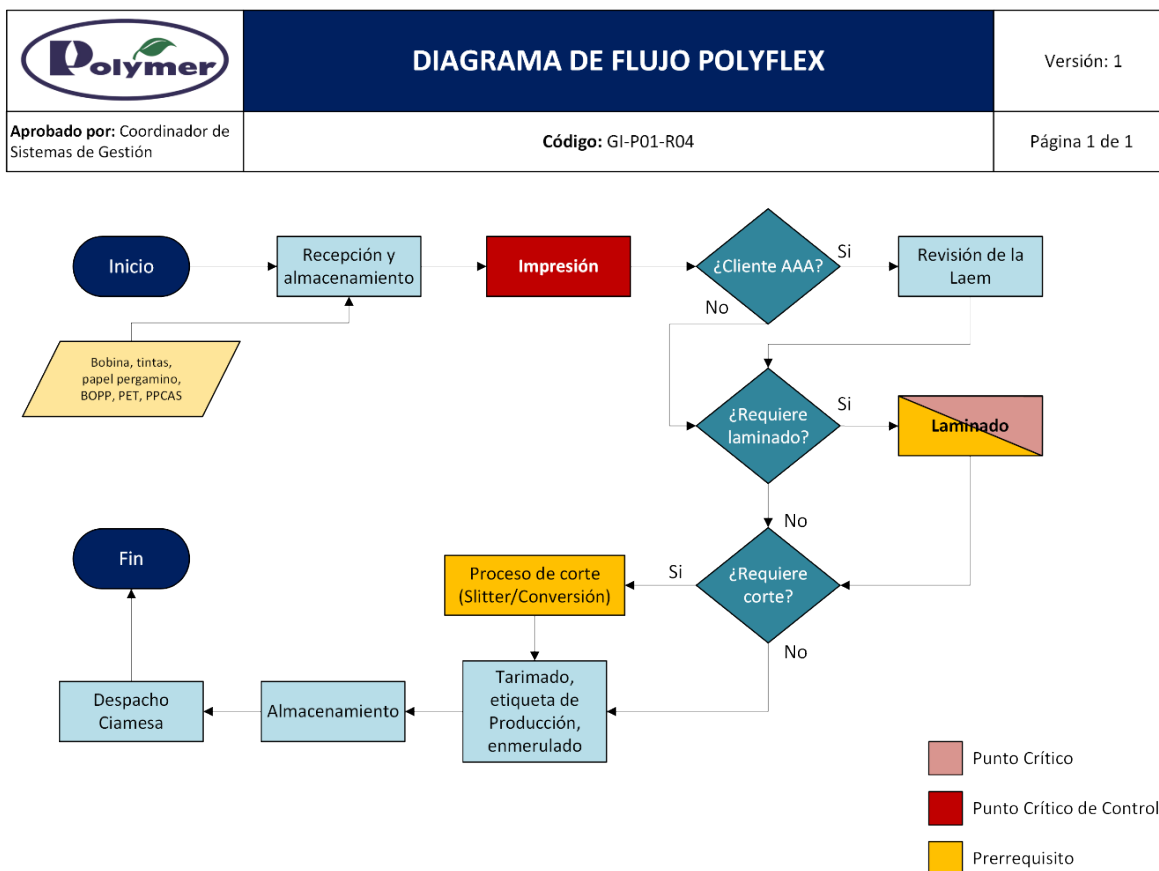 Polymer
DIAGRAMA DE FLUJO POLYFLEX
Versión: 1
Aprobado por: Coordinador de
Sistemas de Gestión
Código: GI-P01-R04
Página 1 de 1
Inicio
Recepción y
almacenamiento
Impresión
¿Cliente AAA?
Si
Revisión de la
Laem
No
Bobina, tintas,
papel pergamino,
BOPP, PET, PPCAS
¿Requiere
laminado?
Si
Laminado
No
Fin
Proceso de corte
(Slitter/Conversión)
Si
¿Requiere
corte?
No
Despacho
Ciamesa
Almacenamiento
Tarimado,
etiqueta de
Producción,
enmerulado
Punto Crítico
Punto Crítico de Control
Prerrequisito